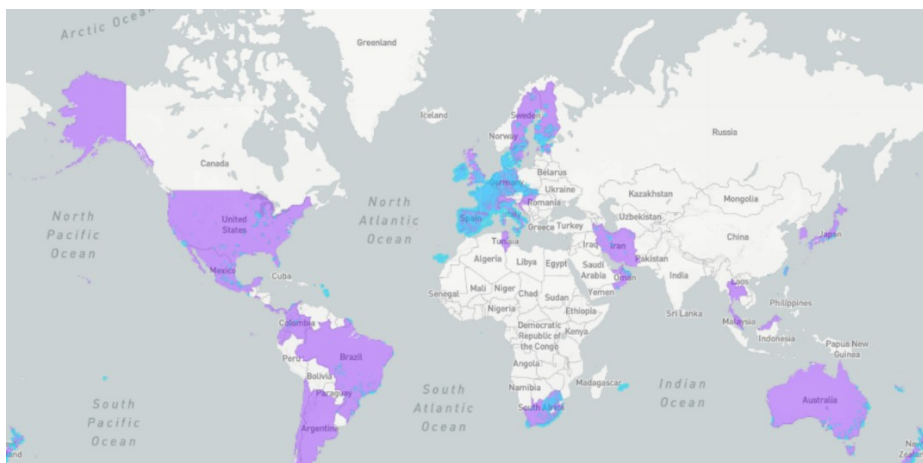 Arctic Ocean
Greenland
Iceland
Sweden
Norway
Russia
Canada
Belarus
Germany
Ukraine
Kazakhstan
Mongolia
Romania
North
Pacific
Ocean
United
States
North
Atlantic
Ocean
Spain
Italy
Greece
Turkey
Uzbekistan
China
Japan
Tunisia
Iraq
Iran
Pakistan
Mexico
Cuba
Algeria
Libya
Egypt
Saudi
Arabia
Oman
India
Laos
Senegal
Mali
Niger
Chad
Sudan
Yemen
Philippines
Nigeria
Ethiopia
Sri Lanka
Colombia
Democratic
Republic of
the Congo
Kenya
Malaysia
Indonesia
Papua New
Guinea
Peru
Brazil
Angola
Bolivia
Namibia
Madagascar
Indian
Ocean
South
Pacific
Ocean
Paraguay
South
Atlantic
Ocean
South Africa
Australia
Argentina